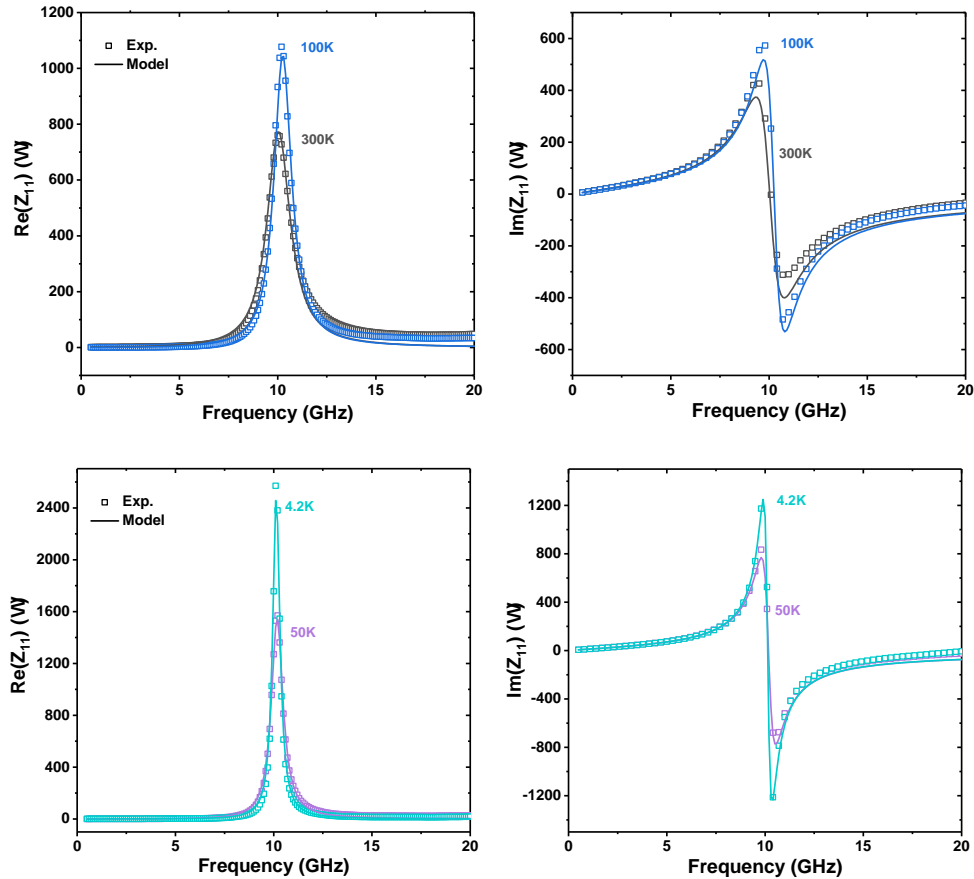 Re(Z11) (W)
1200
1000
800
600
400
200
0
Exp.
Model
100K
300K
0
5
10
15
20
Frequency (GHz)
Im(Z11) (W)
600
400
200
0
-200
-400
-600
100K
300K
0
5
10
15
20
Frequency (GHz)
Re(Z11) (W)
2400
2000
1600
1200
800
400
0
Exp.
Model
4.2K
50K
0
5
10
15
20
Frequency (GHz)
Im(Z11) (W)
1200
800
400
0
-400
-800
-1200
4.2K
50K
0
5
10
15
20
Frequency (GHz)